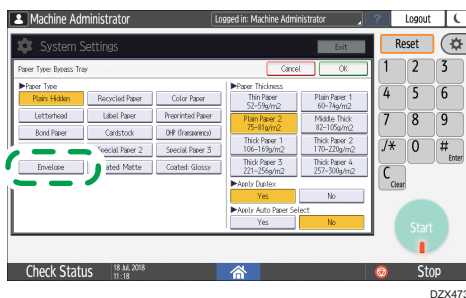 Machine Administrator
Logged in: Machine Administrator
?
Logout
System Settings
Exit
Reset
Paper Type: Bypass Tray
Cancel
OK
▶Paper Type
Plain: Hidden
Recycled Paper
Color Paper
Letterhead
Label Paper
Preprinted Paper
Bond Paper
Cardstock
OHP (Transparency)
Special Paper 2
Special Paper 3
Envelope
Coated: Matte
Coated: Glossy
▶Paper Thickness
Thin Paper
52-59g/m2
Plain Paper 1
60-74g/m2
Plain Paper 2
75-81g/m2
Middle Thick
82-105g/m2
Thick Paper 1
106-169g/m2
Thick Paper 2
170-220g/m2
Thick Paper 3
221-256g/m2
Thick Paper 4
257-300g/m2
▶Apply Duplex
Yes
No
▶Apply Auto Paper Select
Yes
No
1
2
3
4
5
6
7
8
9
./*
0
#
Enter
C
Clear
Start
Check Status
18 Jul. 2018
11:18
Stop
DZX473